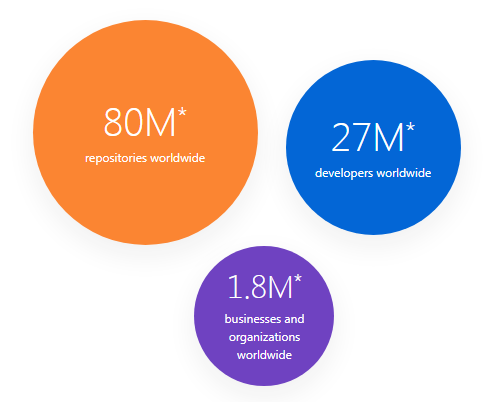 80M*
repositories worldwide
27M*
developers worldwide
1.8M*
businesses and
organizations
worldwide